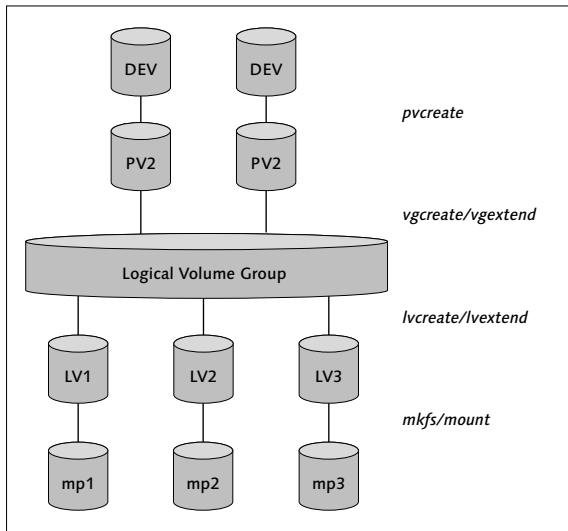 DEV DEV
pvcreate
PV2 PV2
vgcreate/vgextend
Logical Volume Group
lvcreate/lvextend
LV1 LV2 LV3
mkfs/mount
mp1 mp2 mp3